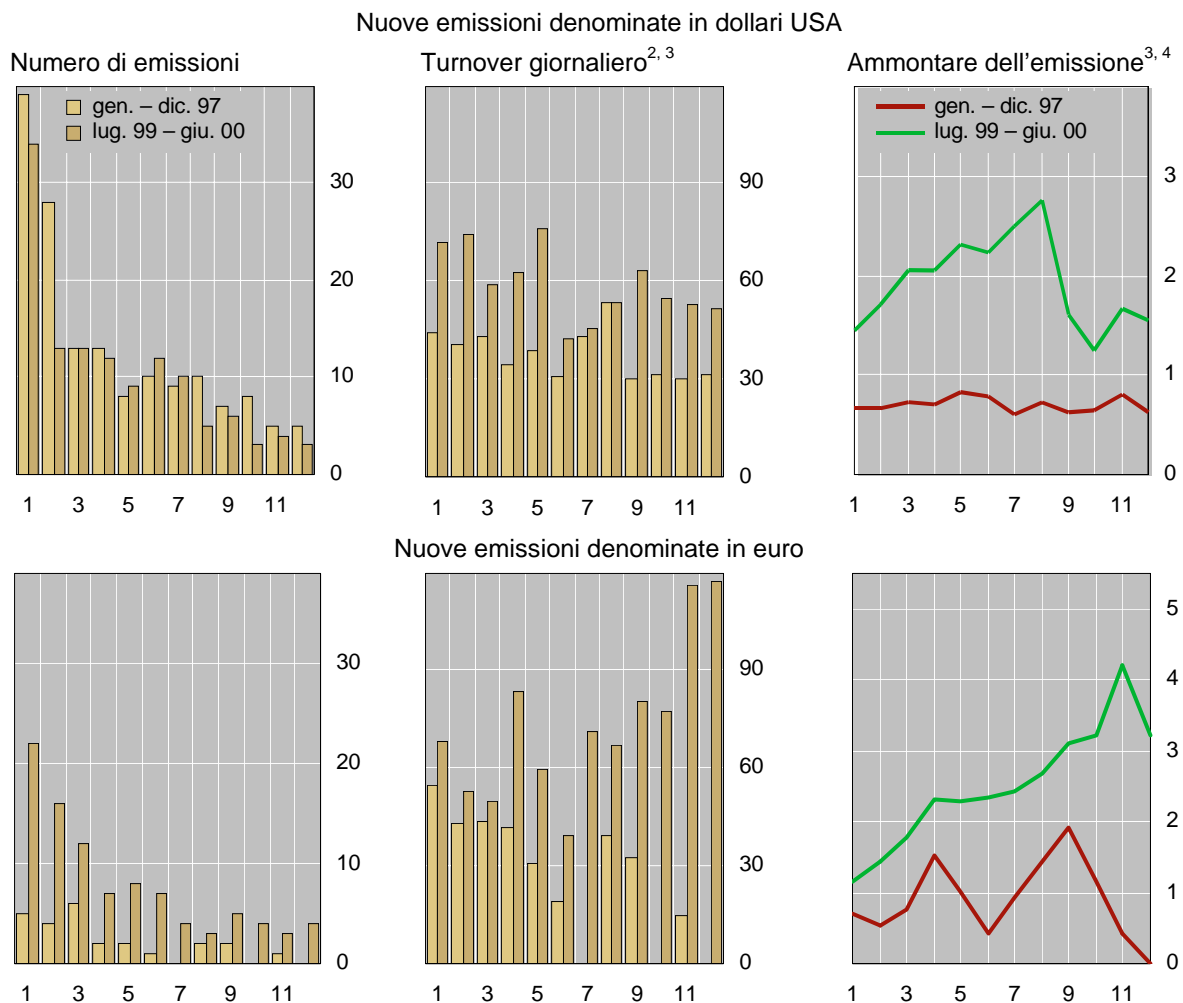 Nuove emissioni denominate in dollari USA
Numero di emissioni
Turnover giornaliero2, 3
Ammontare dell'emissione3, 4
gen. – dic. 97
lug. 99 – giu. 00
30
20
10
0
1 3 5 7 9 11
90
60
30
0
1 3 5 7 9 11
gen. – dic. 97
lug. 99 – giu. 00
3
2
1
0
1 3 5 7 9 11
Nuove emissioni denominate in euro
30
20
10
0
1 3 5 7 9 11
90
60
30
0
1 3 5 7 9 11
5
4
3
2
1
0
1 3 5 7 9 11